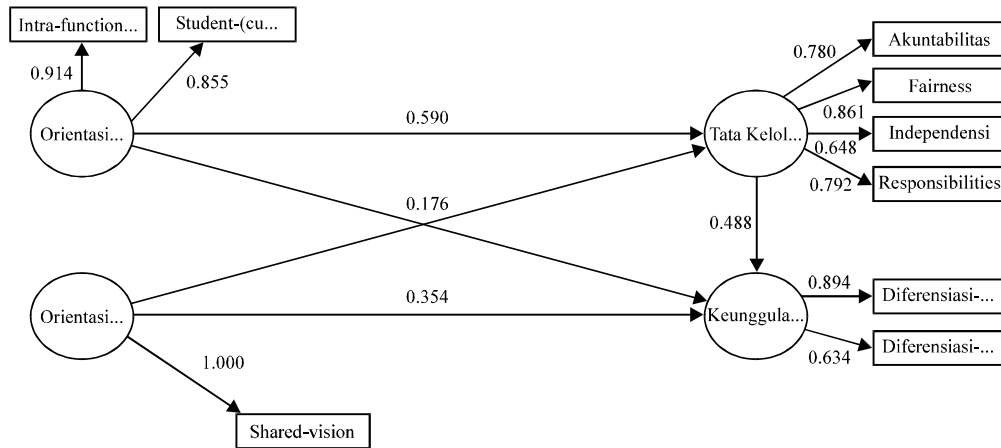 Intra-function...
Student-(cu...
Akuntabilitas
0.780
0.914
0.855
Fairness
0.861
Orientasi...
0.590
Tata Kelol...
Independensi
0.648
0.792
Responsibilities
0.176
0.488
0.894
Diferensiasi-...
Orientasi...
0.354
Keunggula...
0.634
Diferensiasi-...
1.000
Shared-vision